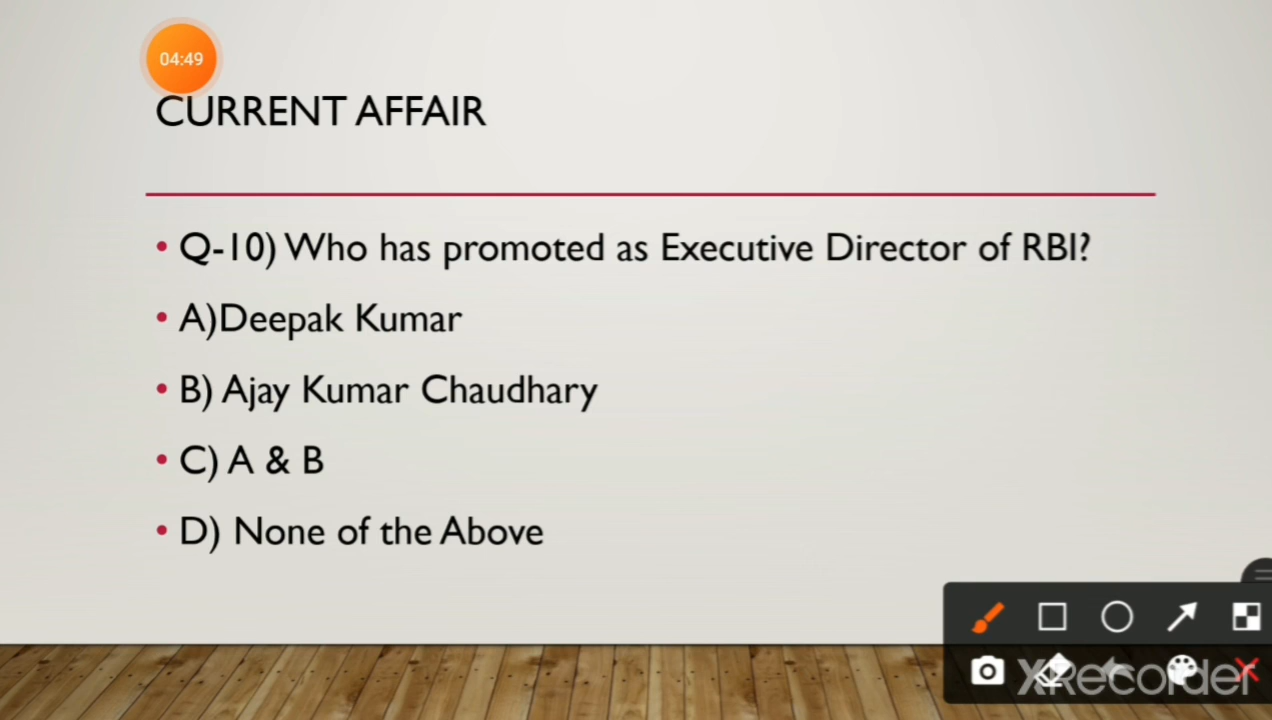 04:49
CURRENT AFFAIR
• Q-10) Who has promoted as Executive Director of RBI?
• A)Deepak Kumar
• B) Ajay Kumar Chaudhary
• C) A & B
• D) None of the Above
XRecorder